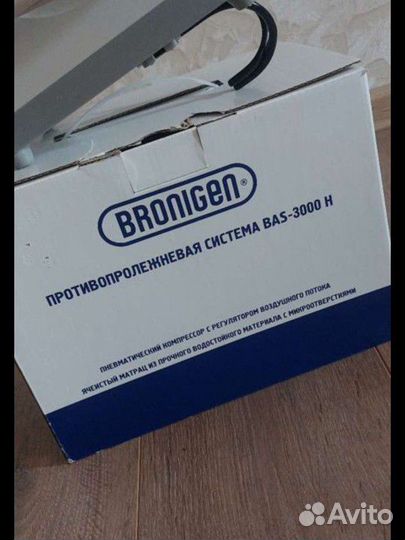 BRONIGEN®
ПРОТИВОПРОЛЕЖНЕВАЯ СИСТЕМА BAS-3000 H
ПНЕВМАТИЧЕСКИЙ КОМПРЕССОР С РЕГУЛЯТОРОМ ВОЗДУШНОГО ПОТОКА
ЯЧЕИСТЫЙ МАТРАЦ ИЗ ПРОЧНОГО ВОДОСТОЙКОГО МАТЕРИАЛА С МИКРООТВЕРСТИЯМИ
Avito